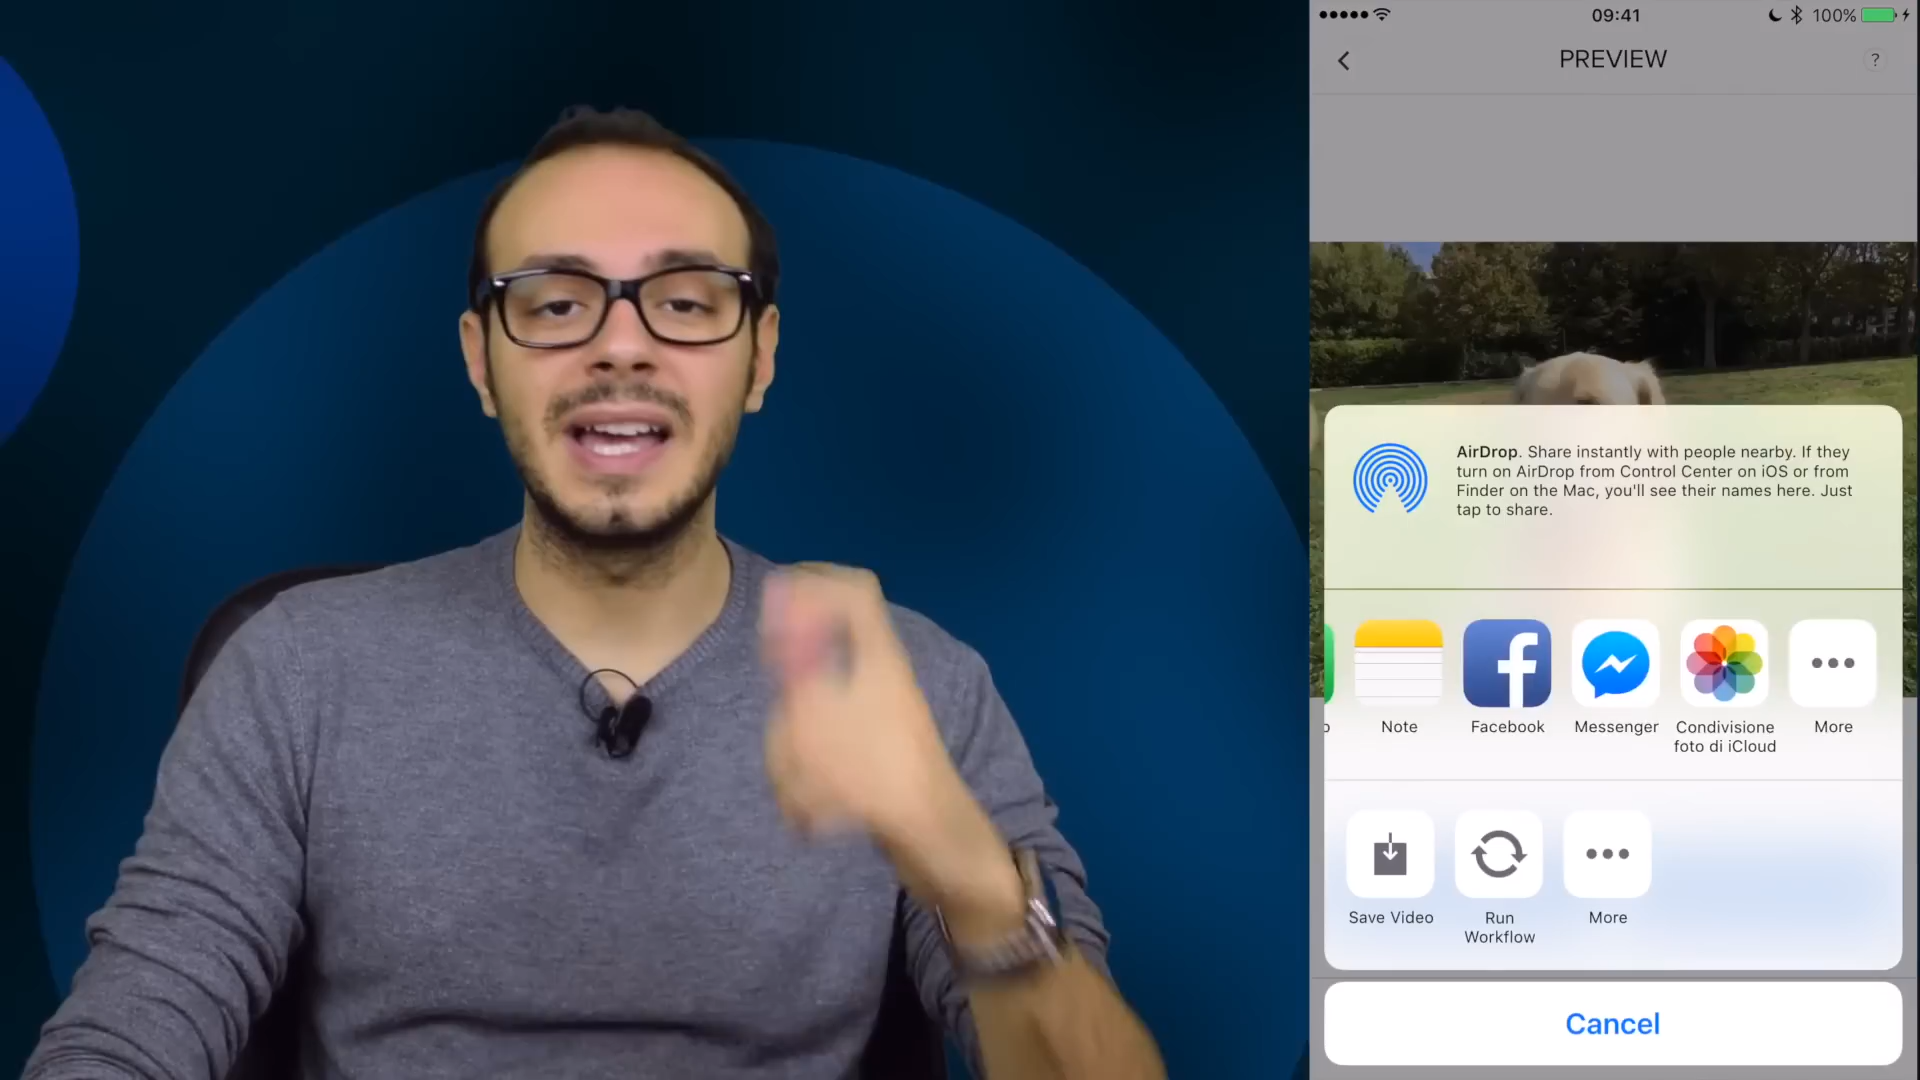 09:41
100%
PREVIEW
?
AirDrop. Share instantly with people nearby. If they
turn on AirDrop from Control Center on iOS or from
Finder on the Mac, you'll see their names here. Just
tap to share.
Note
Facebook
Messenger
Condivisione
foto di iCloud
More
Save Video
Run
Workflow
More
Cancel